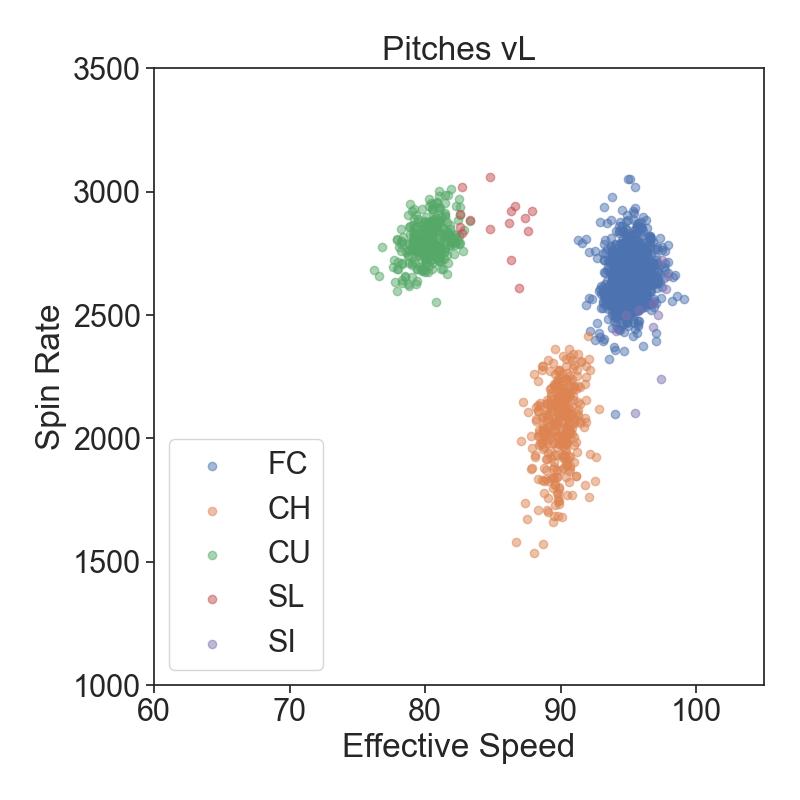 Pitches vL
3500
3000
2500
2000
1500
1000
Spin Rate
FC
CH
CU
SL
SI
60 70 80 90 100
Effective Speed